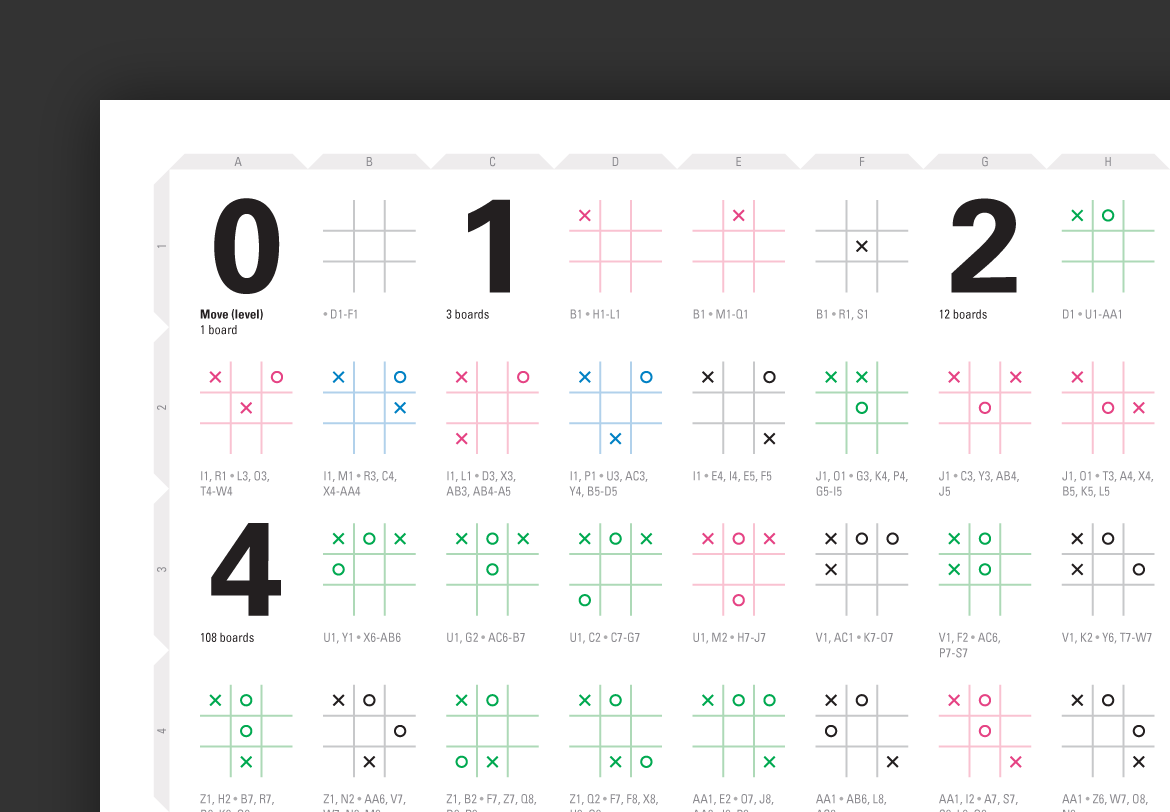 A B C D E F G H
1
0 1 2
Move (level)
1 board
• D1-F1
3 boards
B1 • H1-L1
B1 • M1-Q1
B1 • R1, S1
12 boards
D1 • U1-AA1
2
I1, R1 • L3, O3,
T4-W4
I1, M1 • R3, C4,
X4-AA4
I1, L1 • D3, X3,
AB3, AB4-A5
I1, P1 • U3, AC3,
Y4, B5-D5
I1 • E4, I4, E5, F5
J1, O1 • G3, K4, P4,
G5-I5
J1 • C3, Y3, AB4,
J5
J1, O1 • T3, A4, X4,
B5, K5, L5
3
4
108 boards
U1, Y1 • X6-AB6
U1, G2 • AC6-B7
U1, C2 • C7-G7
U1, M2 • H7-J7
V1, AC1 • K7-O7
V1, F2 • AC6,
P7-S7
V1, K2 • Y6, T7-W7
4
Z1, H2 • B7, R7,
Z1, N2 • AA6, V7,
Z1, B2 • F7, Z7, Q8,
Z1, Q2 • F7, F8, X8,
AA1, E2 • O7, J8,
AA1 • AB6, L8,
AA1, I2 • A7, S7,
AA1 • Z6, W7, O8,